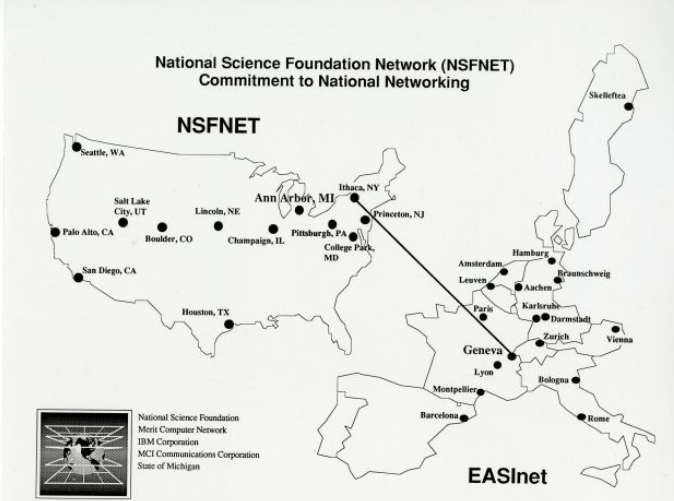 National Science Foundation Network (NSFNET)
Commitment to National Networking
NSFNET
Skelleftea
Seattle, WA
Ithaca, NY
Ann Arbor, MI
Salt Lake
City, UT
Lincoln, NE
Princeton, NJ
Palo Alto, CA
Boulder, CO
Champaign, IL
Pittsburgh, PA
College Park,
MD
San Diego, CA
Houston, TX
Hamburg
Amsterdam
Braunschweig
Leuven
Aachen
Karlsruhe
Paris
Darmstadt
Zurich
Vienna
Geneva
Lyon
Bologna
Montpellier
Barcelona
Rome
National Science Foundation
Merit Computer Network
IBM Corporation
MCI Communications Corporation
State of Michigan
EASInet